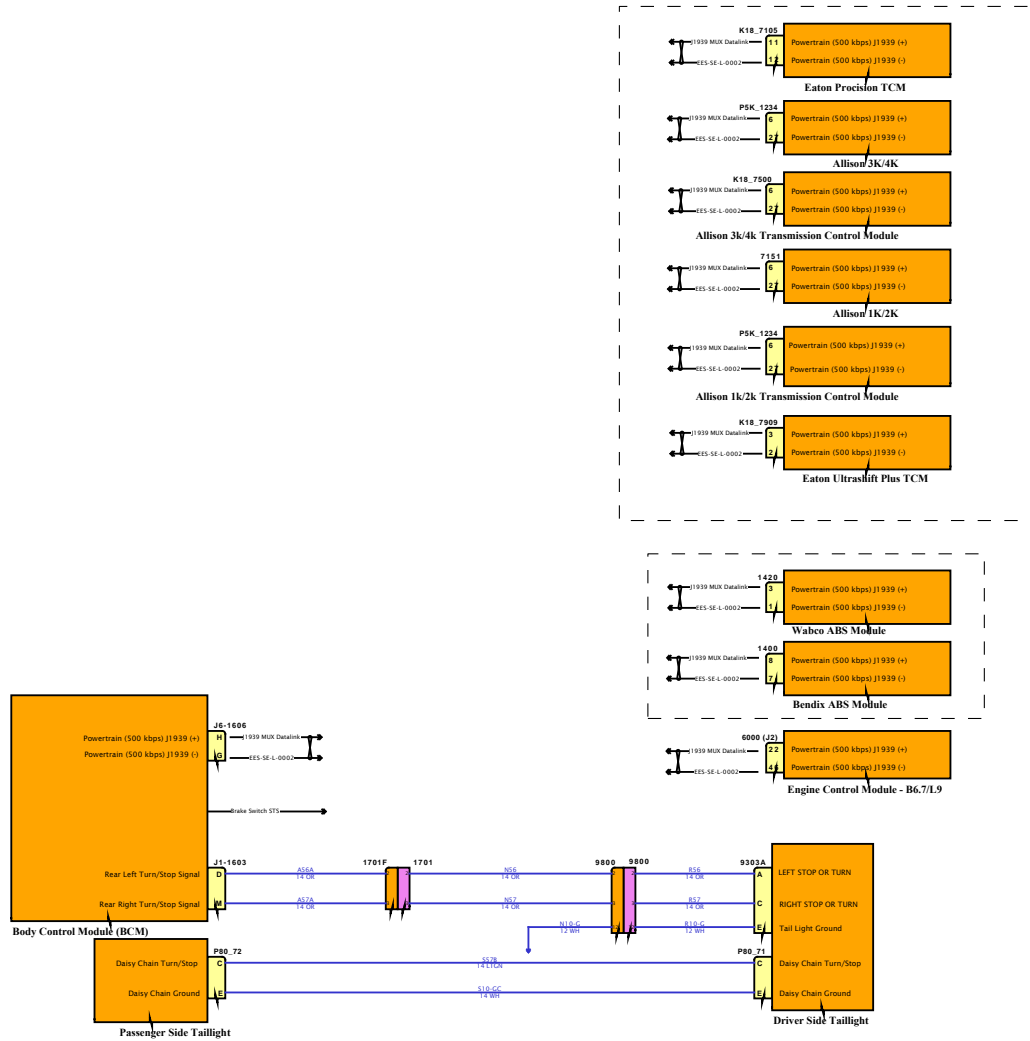 K18_7105
J1939 MUX Datalink
11
Powertrain (500 kbps) J1939 (+)
EES-SE-L-0002
12
Powertrain (500 kbps) J1939 (-)
Eaton Procision TCM
P5K_1234
J1939 MUX Datalink
6
Powertrain (500 kbps) J1939 (+)
EES-SE-L-0002
27
Powertrain (500 kbps) J1939 (-)
Allison 3K/4K
K18_7500
J1939 MUX Datalink
6
Powertrain (500 kbps) J1939 (+)
EES-SE-L-0002
27
Powertrain (500 kbps) J1939 (-)
Allison 3k/4k Transmission Control Module
7151
J1939 MUX Datalink
6
Powertrain (500 kbps) J1939 (+)
EES-SE-L-0002
27
Powertrain (500 kbps) J1939 (-)
Allison 1K/2K
P5K_1234
J1939 MUX Datalink
6
Powertrain (500 kbps) J1939 (+)
EES-SE-L-0002
27
Powertrain (500 kbps) J1939 (-)
Allison 1k/2k Transmission Control Module
K18_7909
J1939 MUX Datalink
3
Powertrain (500 kbps) J1939 (+)
EES-SE-L-0002
2
Powertrain (500 kbps) J1939 (-)
Eaton Ultrashift Plus TCM
1420
J1939 MUX Datalink
3
Powertrain (500 kbps) J1939 (+)
EES-SE-L-0002
1
Powertrain (500 kbps) J1939 (-)
Wabco ABS Module
1400
J1939 MUX Datalink
8
Powertrain (500 kbps) J1939 (+)
EES-SE-L-0002
7
Powertrain (500 kbps) J1939 (-)
Bendix ABS Module
6000 (J2)
J1939 MUX Datalink
22
Powertrain (500 kbps) J1939 (+)
EES-SE-L-0002
46
Powertrain (500 kbps) J1939 (-)
Engine Control Module - B6.7/L9
J6-1606
Powertrain (500 kbps) J1939 (+)
H
J1939 MUX Datalink
Powertrain (500 kbps) J1939 (-)
G
EES-SE-L-0002
Brake Switch STS
J1-1603
1701F
1701
9800
9800
9303A
Rear Left Turn/Stop Signal
D
A56A
14 OR
2
2
N56
14 OR
2
2
R56
14 OR
A
LEFT STOP OR TURN
Rear Right Turn/Stop Signal
M
A57A
14 OR
3
3
N57
14 OR
3
3
R57
14 OR
C
RIGHT STOP OR TURN
Body Control Module (BCM)
N10-G
12 WH
R10-G
12 WH
E
Tail Light Ground
P80_72
P80_71
Daisy Chain Turn/Stop
C
S57B
14 LTGN
C
Daisy Chain Turn/Stop
Daisy Chain Ground
E
S10-GC
14 WH
E
Daisy Chain Ground
Passenger Side Taillight
Driver Side Taillight